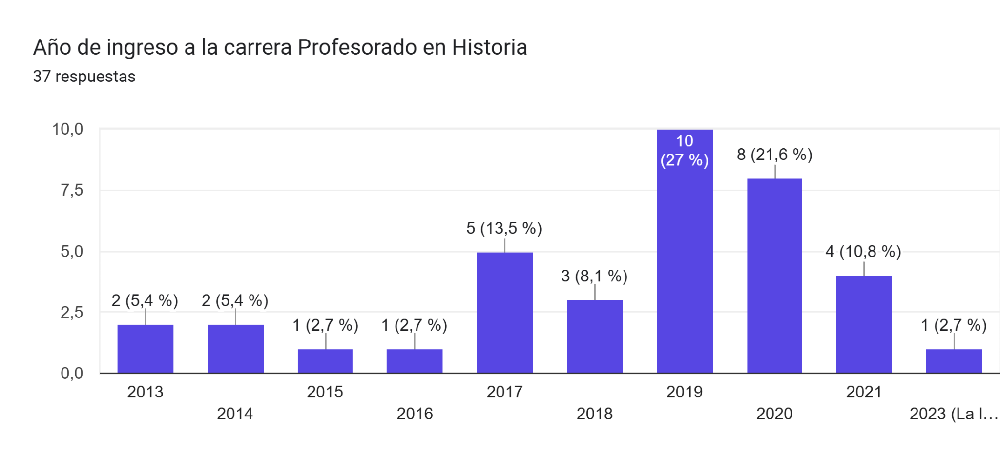 Año de ingreso a la carrera Profesorado en Historia
37 respuestas
10,0
7,5
5,0
2,5
0,0
2 (5,4 %)
2 (5,4 %)
1 (2,7 %)
1 (2,7 %)
5 (13,5 %)
3 (8,1 %)
10
(27 %)
8 (21,6 %)
4 (10,8 %)
1 (2,7 %)
2013
2014
2015
2016
2017
2018
2019
2020
2021
2023 (La l…